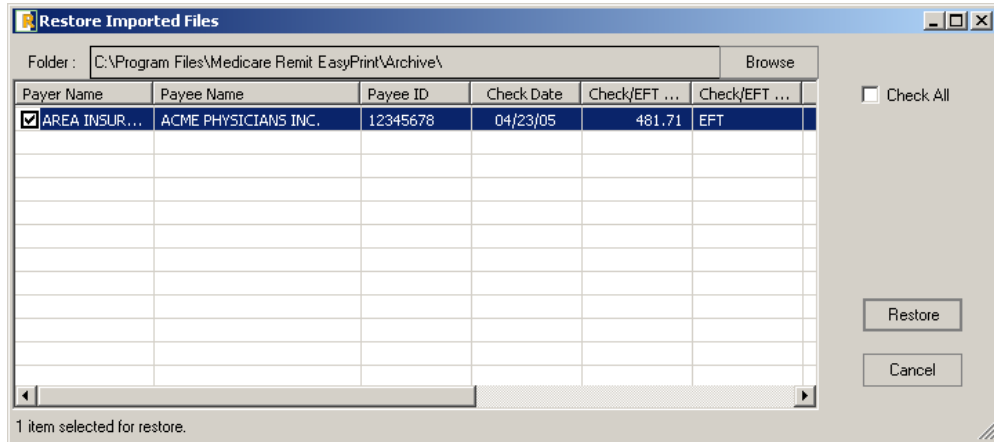 Restore Imported Files
Folder : C:\Program Files\Medicare Remit EasyPrint\Archive\ Browse
Payer Name Payee Name Payee ID Check Date Check/EFT ... Check/EFT ...
Check All
AREA INSUR... ACME PHYSICIANS INC. 12345678 04/23/05 481.71 EFT
Restore
Cancel
1 item selected for restore.